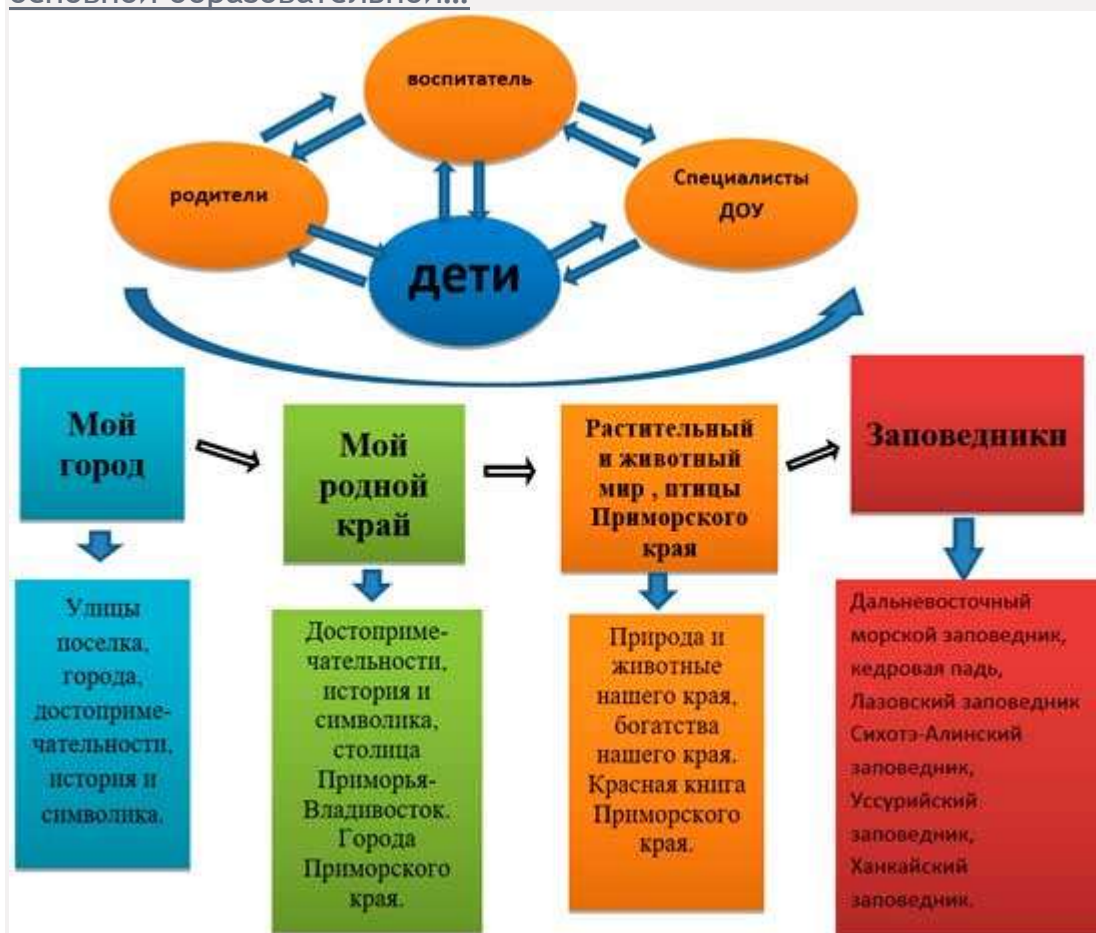 основной образовательной...
воспитатель
родители
Специалисты
ДОУ
дети
Мой
город
Мой
родной
край
Растительный
и животный
мир , птицы
Приморского
края
Заповедники
Улицы
поселка,
города,
достоприме-
чательности,
история и
символика.
Достоприме-
чательности,
история и
символика,
столица
Приморья-
Владивосток.
Города
Приморского
края.
Природа и
животные
нашего края,
богатства
нашего края.
Красная книга
Приморского
края.
Дальневосточный
морской заповедник,
кедровая падь,
Лазовский заповедник
Сихотэ-Алинский
заповедник,
Уссурийский
заповедник,
Ханкайский
заповедник.